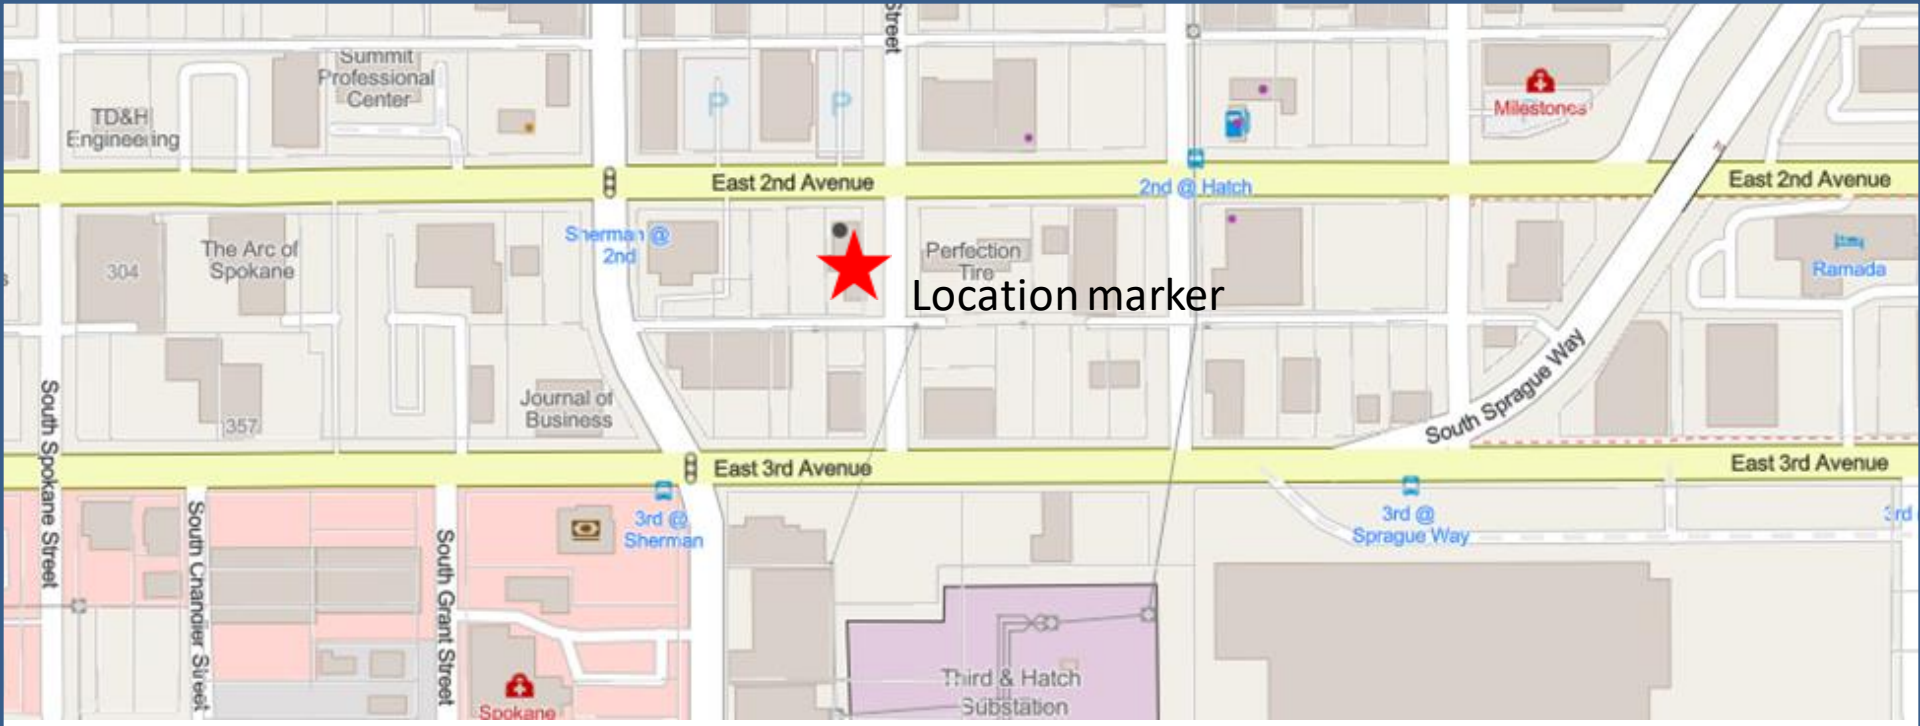 Street
Summit
Professional
Center
TD&H
Engineering
P
P
Milestones
East 2nd Avenue
2nd @ Hatch
East 2nd Avenue
304
The Arc of
Spokane
Sherman @
2nd
Perfection
Tire
Location marker
Ramada
South Spokane Street
357
Journal of
Business
South Sprague Way
East 3rd Avenue
East 3rd Avenue
South Chandler Street
South Grant Street
3rd @
Sherman
3rd @
Sprague Way
3rd
Third & Hatch
Substation
Spokane